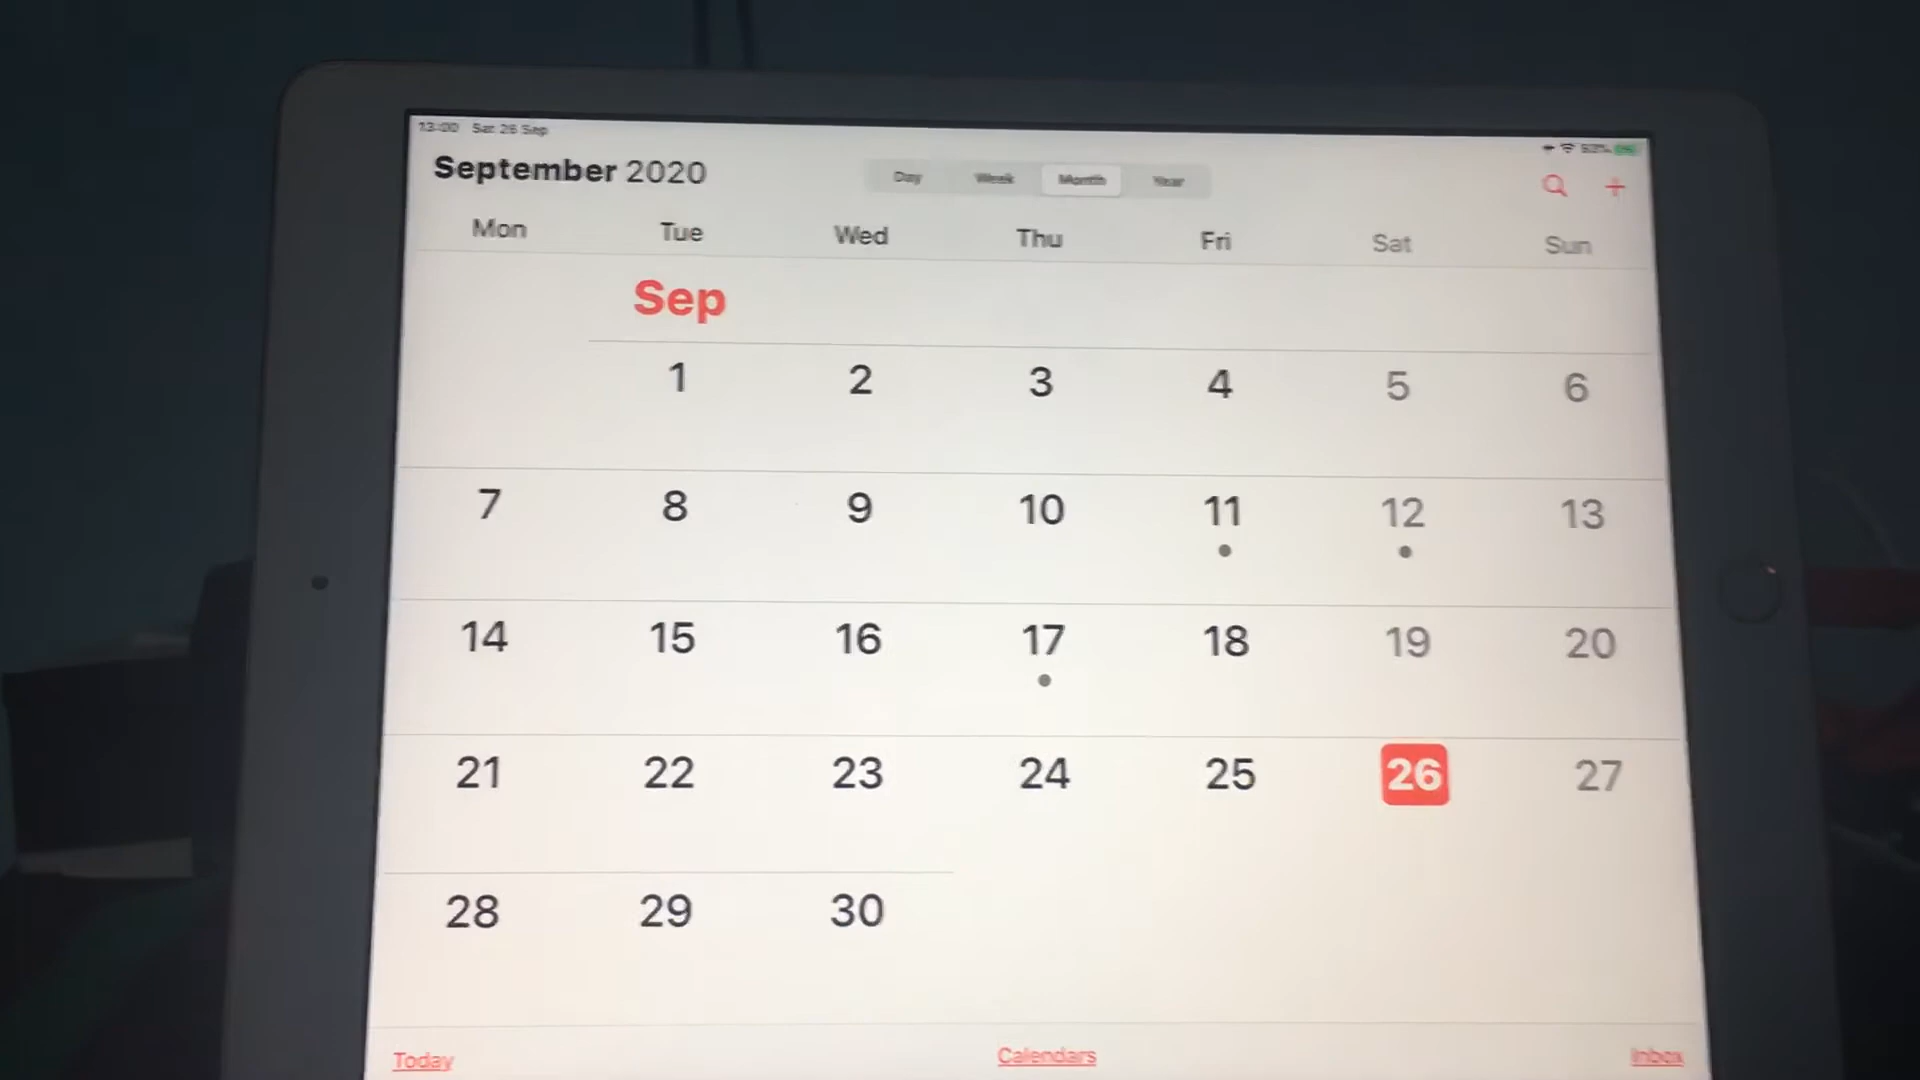 13:00 Sat 26 Sep
September 2020
Day Week Month Year
Mon Tue Wed Thu Fri Sat Sun
Sep
1 2 3 4 5 6
7 8 9 10 11 12 13
14 15 16 17 18 19 20
21 22 23 24 25 26 27
28 29 30
Today Calendars Inbox